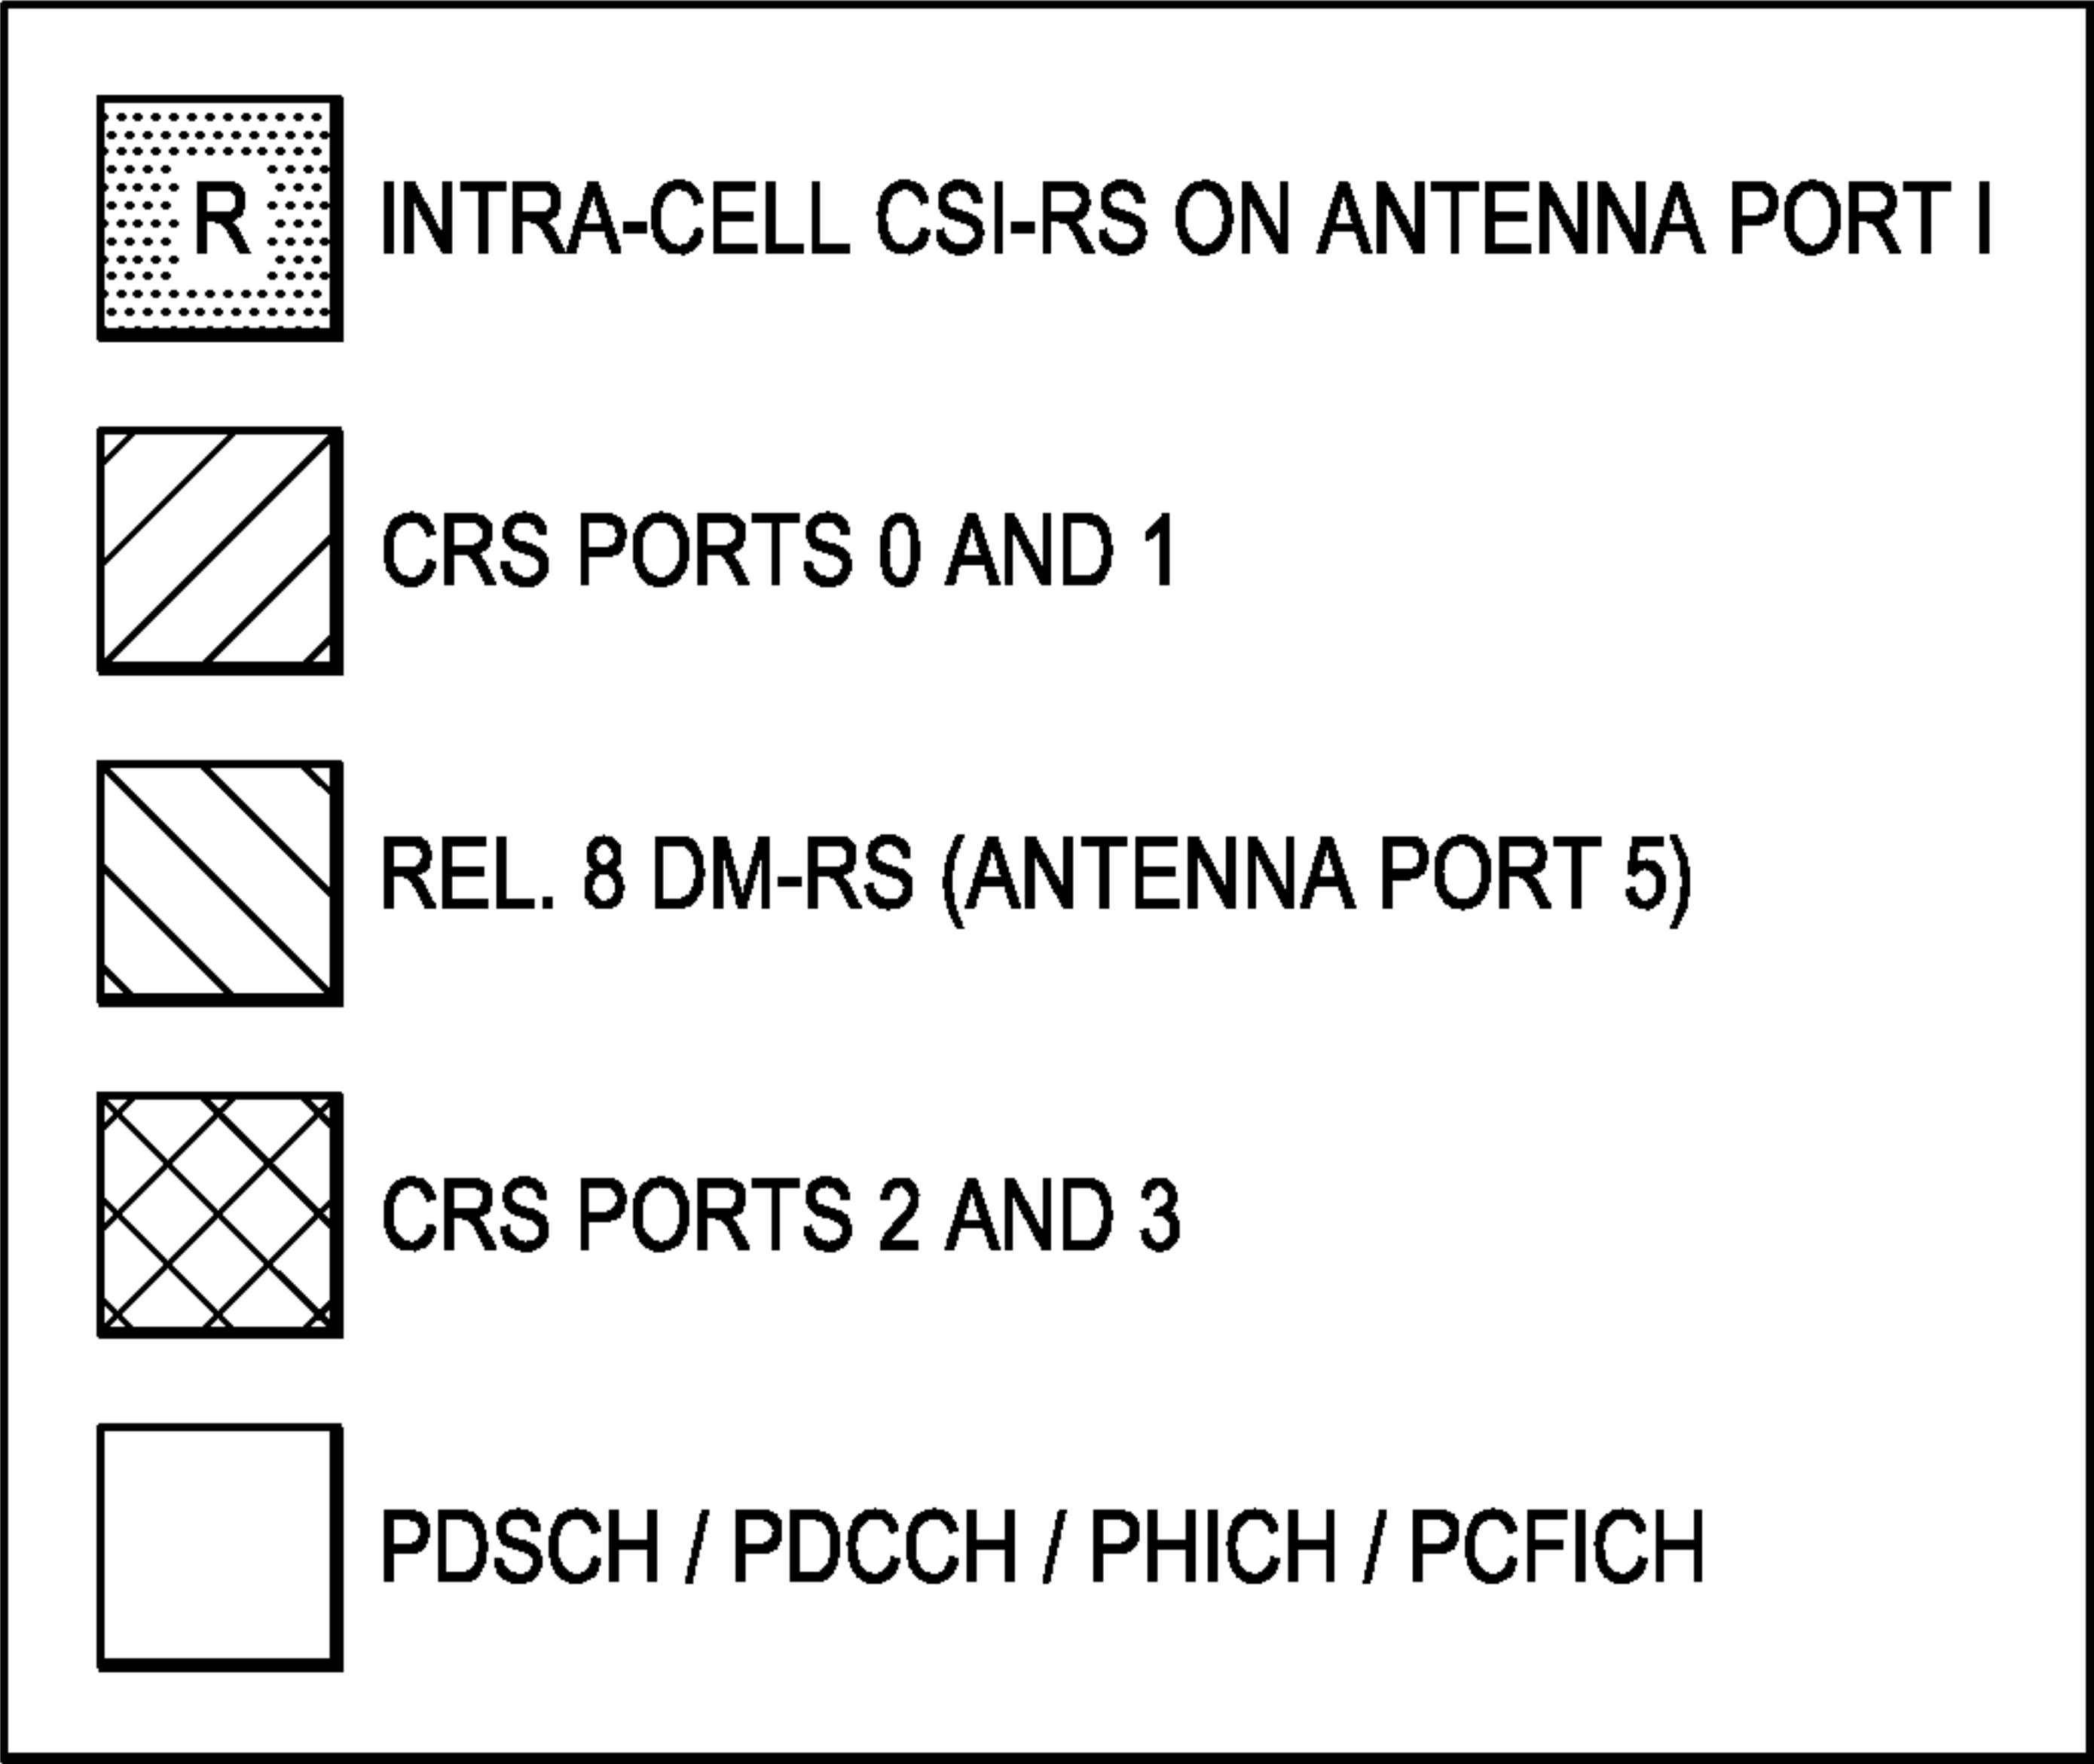 R INTRA-CELL CSI-RS ON ANTENNA PORT I
CRS PORTS 0 AND 1
REL. 8 DM-RS (ANTENNA PORT 5)
CRS PORTS 2 AND 3
PDSCH / PDCCH / PHICH / PCFICH